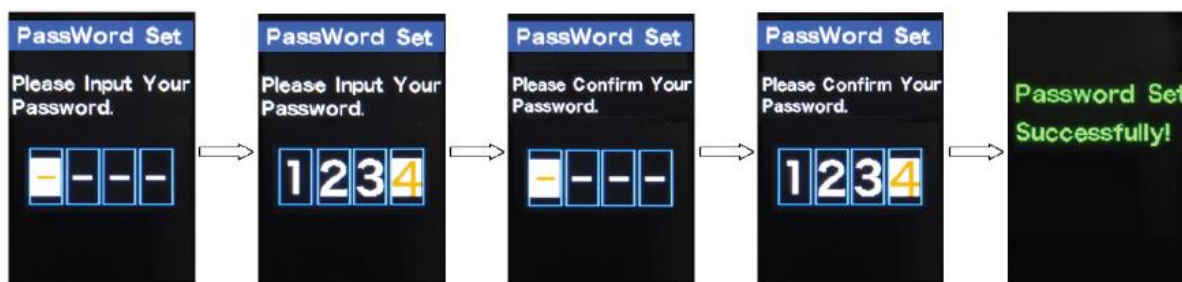 PassWord Set
Please Input Your
Password.
- - - -
PassWord Set
Please Input Your
Password.
1 2 3 4
PassWord Set
Please Confirm Your
Password.
- - - -
PassWord Set
Please Confirm Your
Password.
1 2 3 4
Password Set
Successfully!